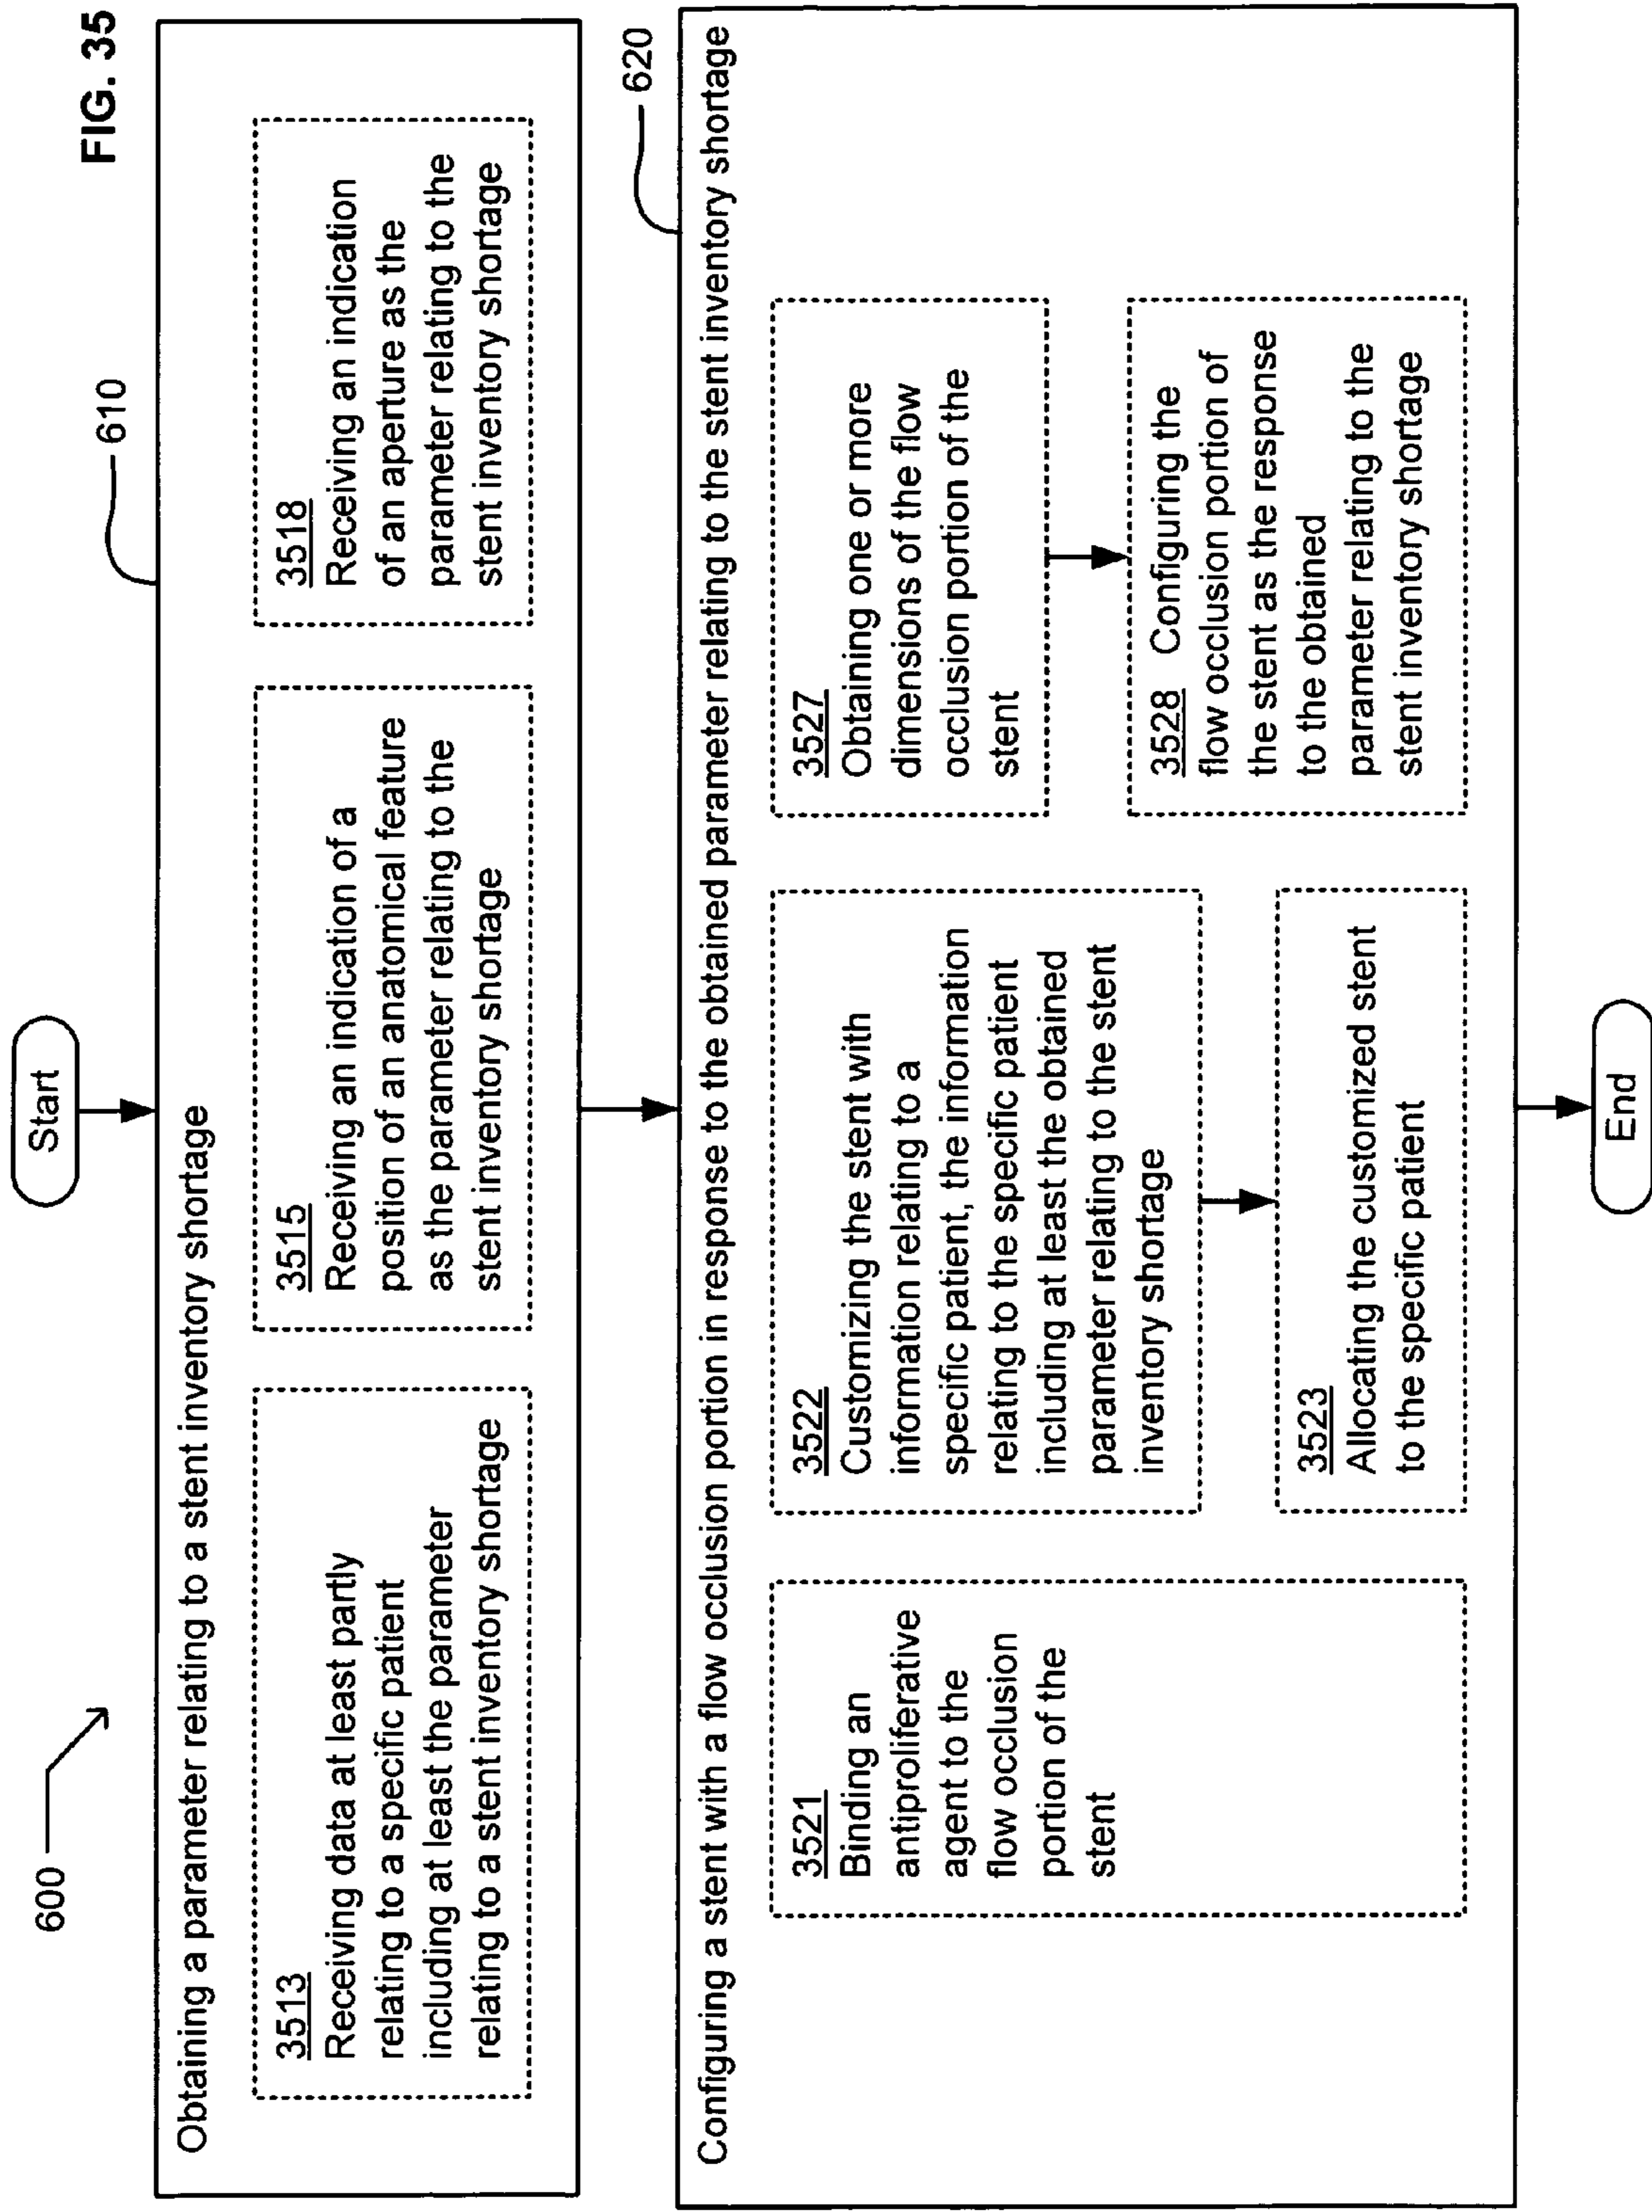 FIG. 35
600
Start
610
Obtaining a parameter relating to a stent inventory shortage
3513
Receiving data at least partly
relating to a specific patient
including at least the parameter
relating to a stent inventory shortage
3515
Receiving an indication of a
position of an anatomical feature
as the parameter relating to the
stent inventory shortage
3518
Receiving an indication
of an aperture as the
parameter relating to the
stent inventory shortage
620
Configuring a stent with a flow occlusion portion in response to the obtained parameter relating to the stent inventory shortage
3521
Binding an
antiproliferative
agent to the
flow occlusion
portion of the
stent
3522
Customizing the stent with
information relating to a
specific patient, the information
relating to the specific patient
including at least the obtained
parameter relating to the stent
inventory shortage
3523
Allocating the customized stent
to the specific patient
3527
Obtaining one or more
dimensions of the flow
occlusion portion of the
stent
3528 Configuring the
flow occlusion portion of
the stent as the response
to the obtained
parameter relating to the
stent inventory shortage
End